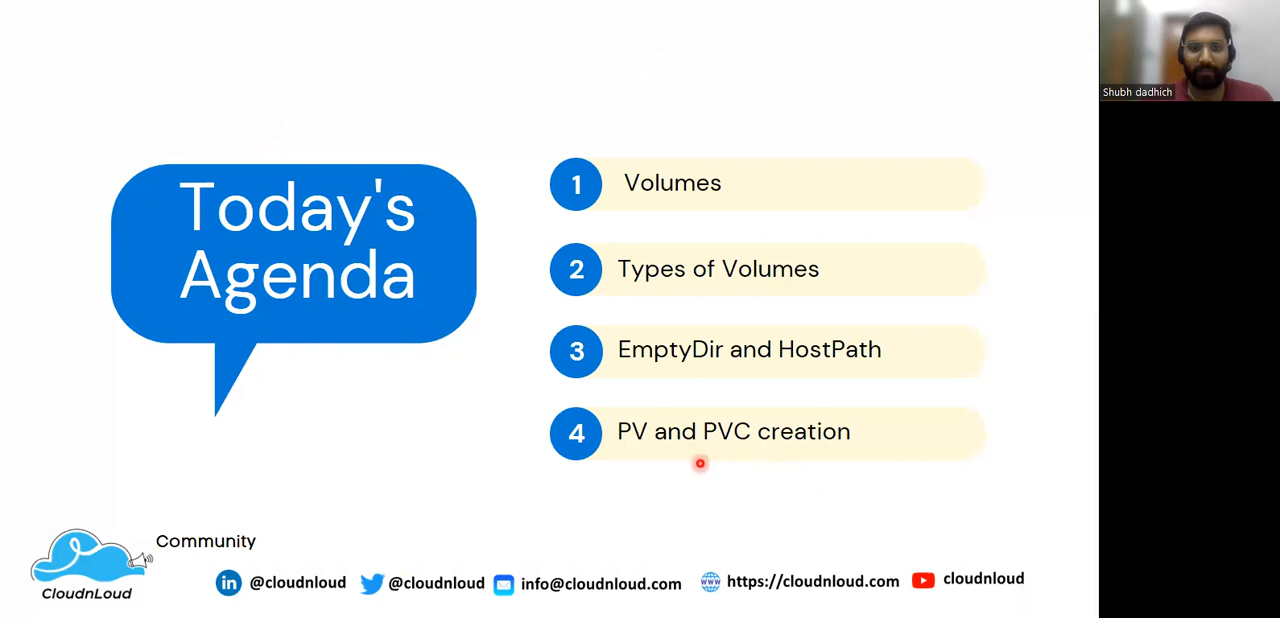 Shubh dadhich
Today's
Agenda
1 Volumes
2 Types of Volumes
3 EmptyDir and HostPath
4 PV and PVC creation
Community
CloudnLoud
in @cloudnloud @cloudnloud info@cloudnloud.com https://cloudnloud.com cloudnloud